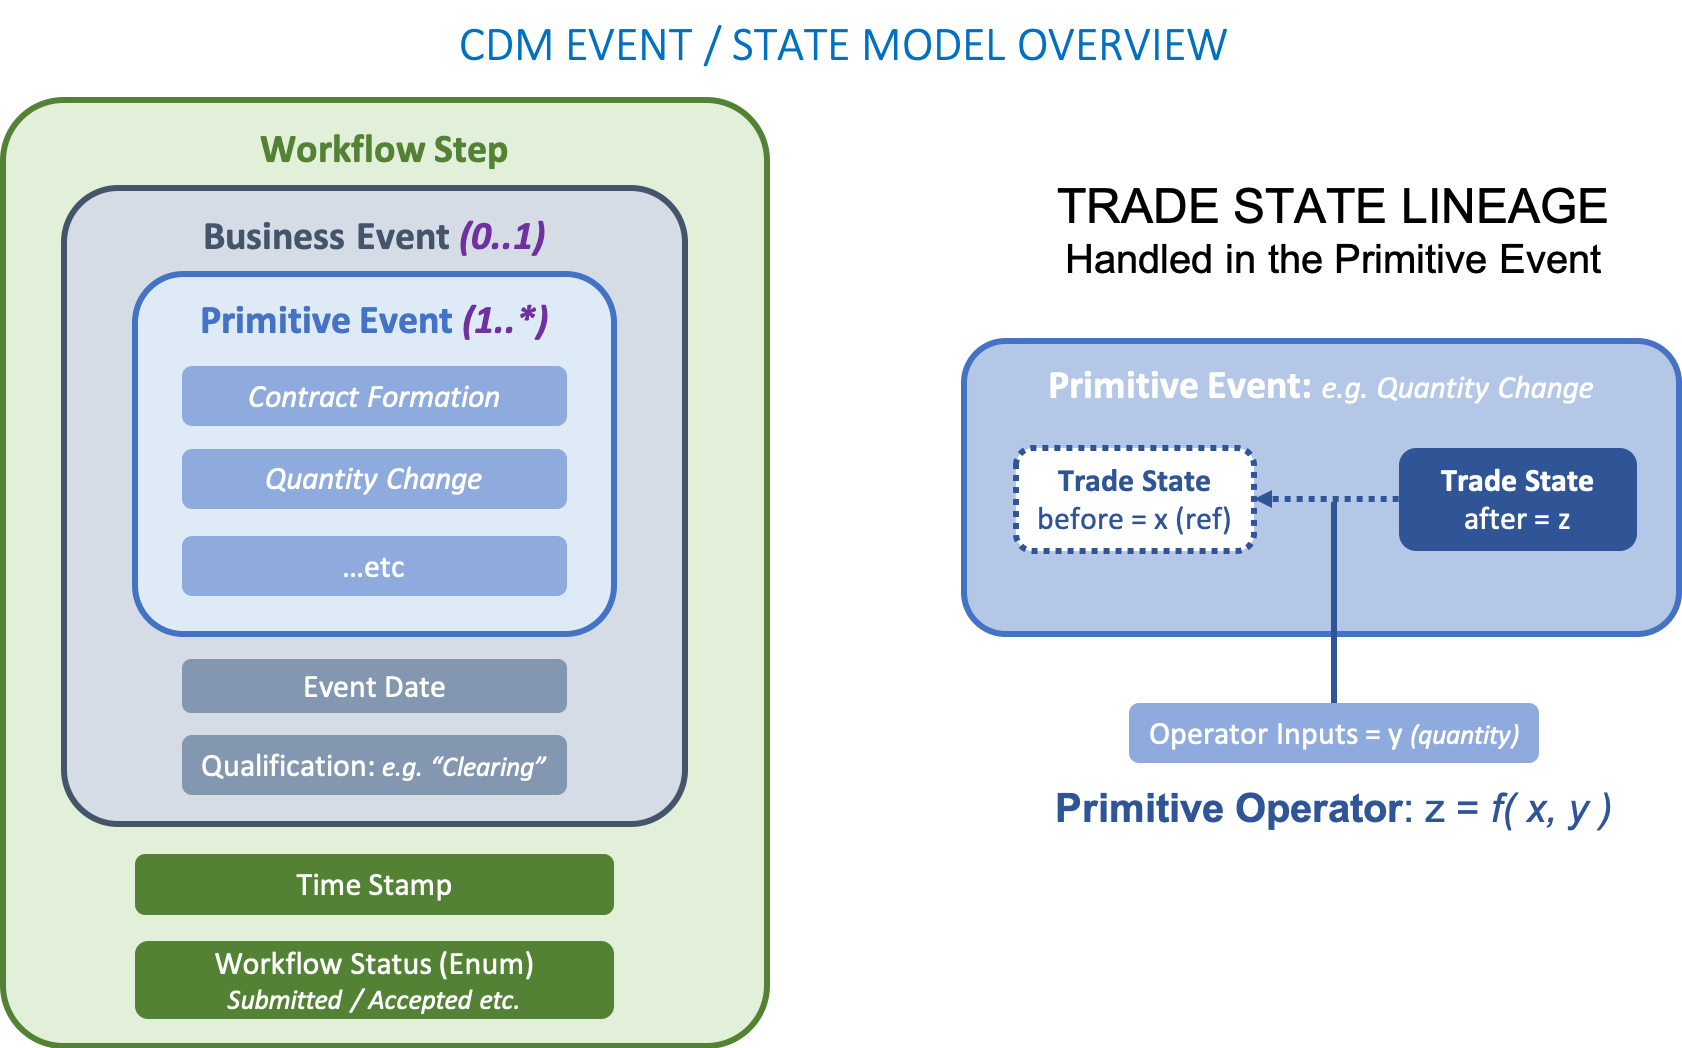 CDM EVENT / STATE MODEL OVERVIEW
Workflow Step
Business Event (0..1)
Primitive Event (1..*)
Contract Formation
Quantity Change
...etc
Event Date
Qualification: e.g. “Clearing”
Time Stamp
Workflow Status (Enum)
Submitted / Accepted etc.
TRADE STATE LINEAGE
Handled in the Primitive Event
Primitive Event: e.g. Quantity Change
Trade State
before = x (ref)
Trade State
after = z
Operator Inputs = y (quantity)
Primitive Operator: z = f( x, y )